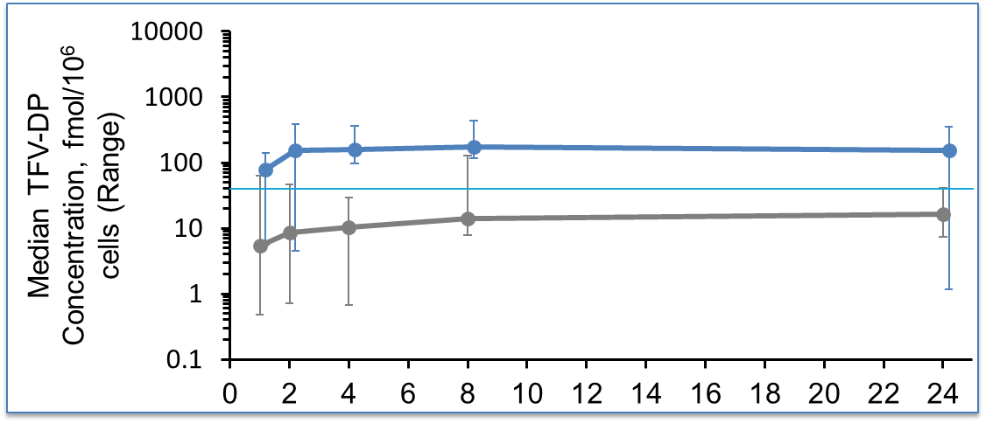 Median TFV-DP
Concentration, fmol/10⁶
cells (Range)
10000
1000
100
10
1
0.1
0 2 4 6 8 10 12 14 16 18 20 22 24